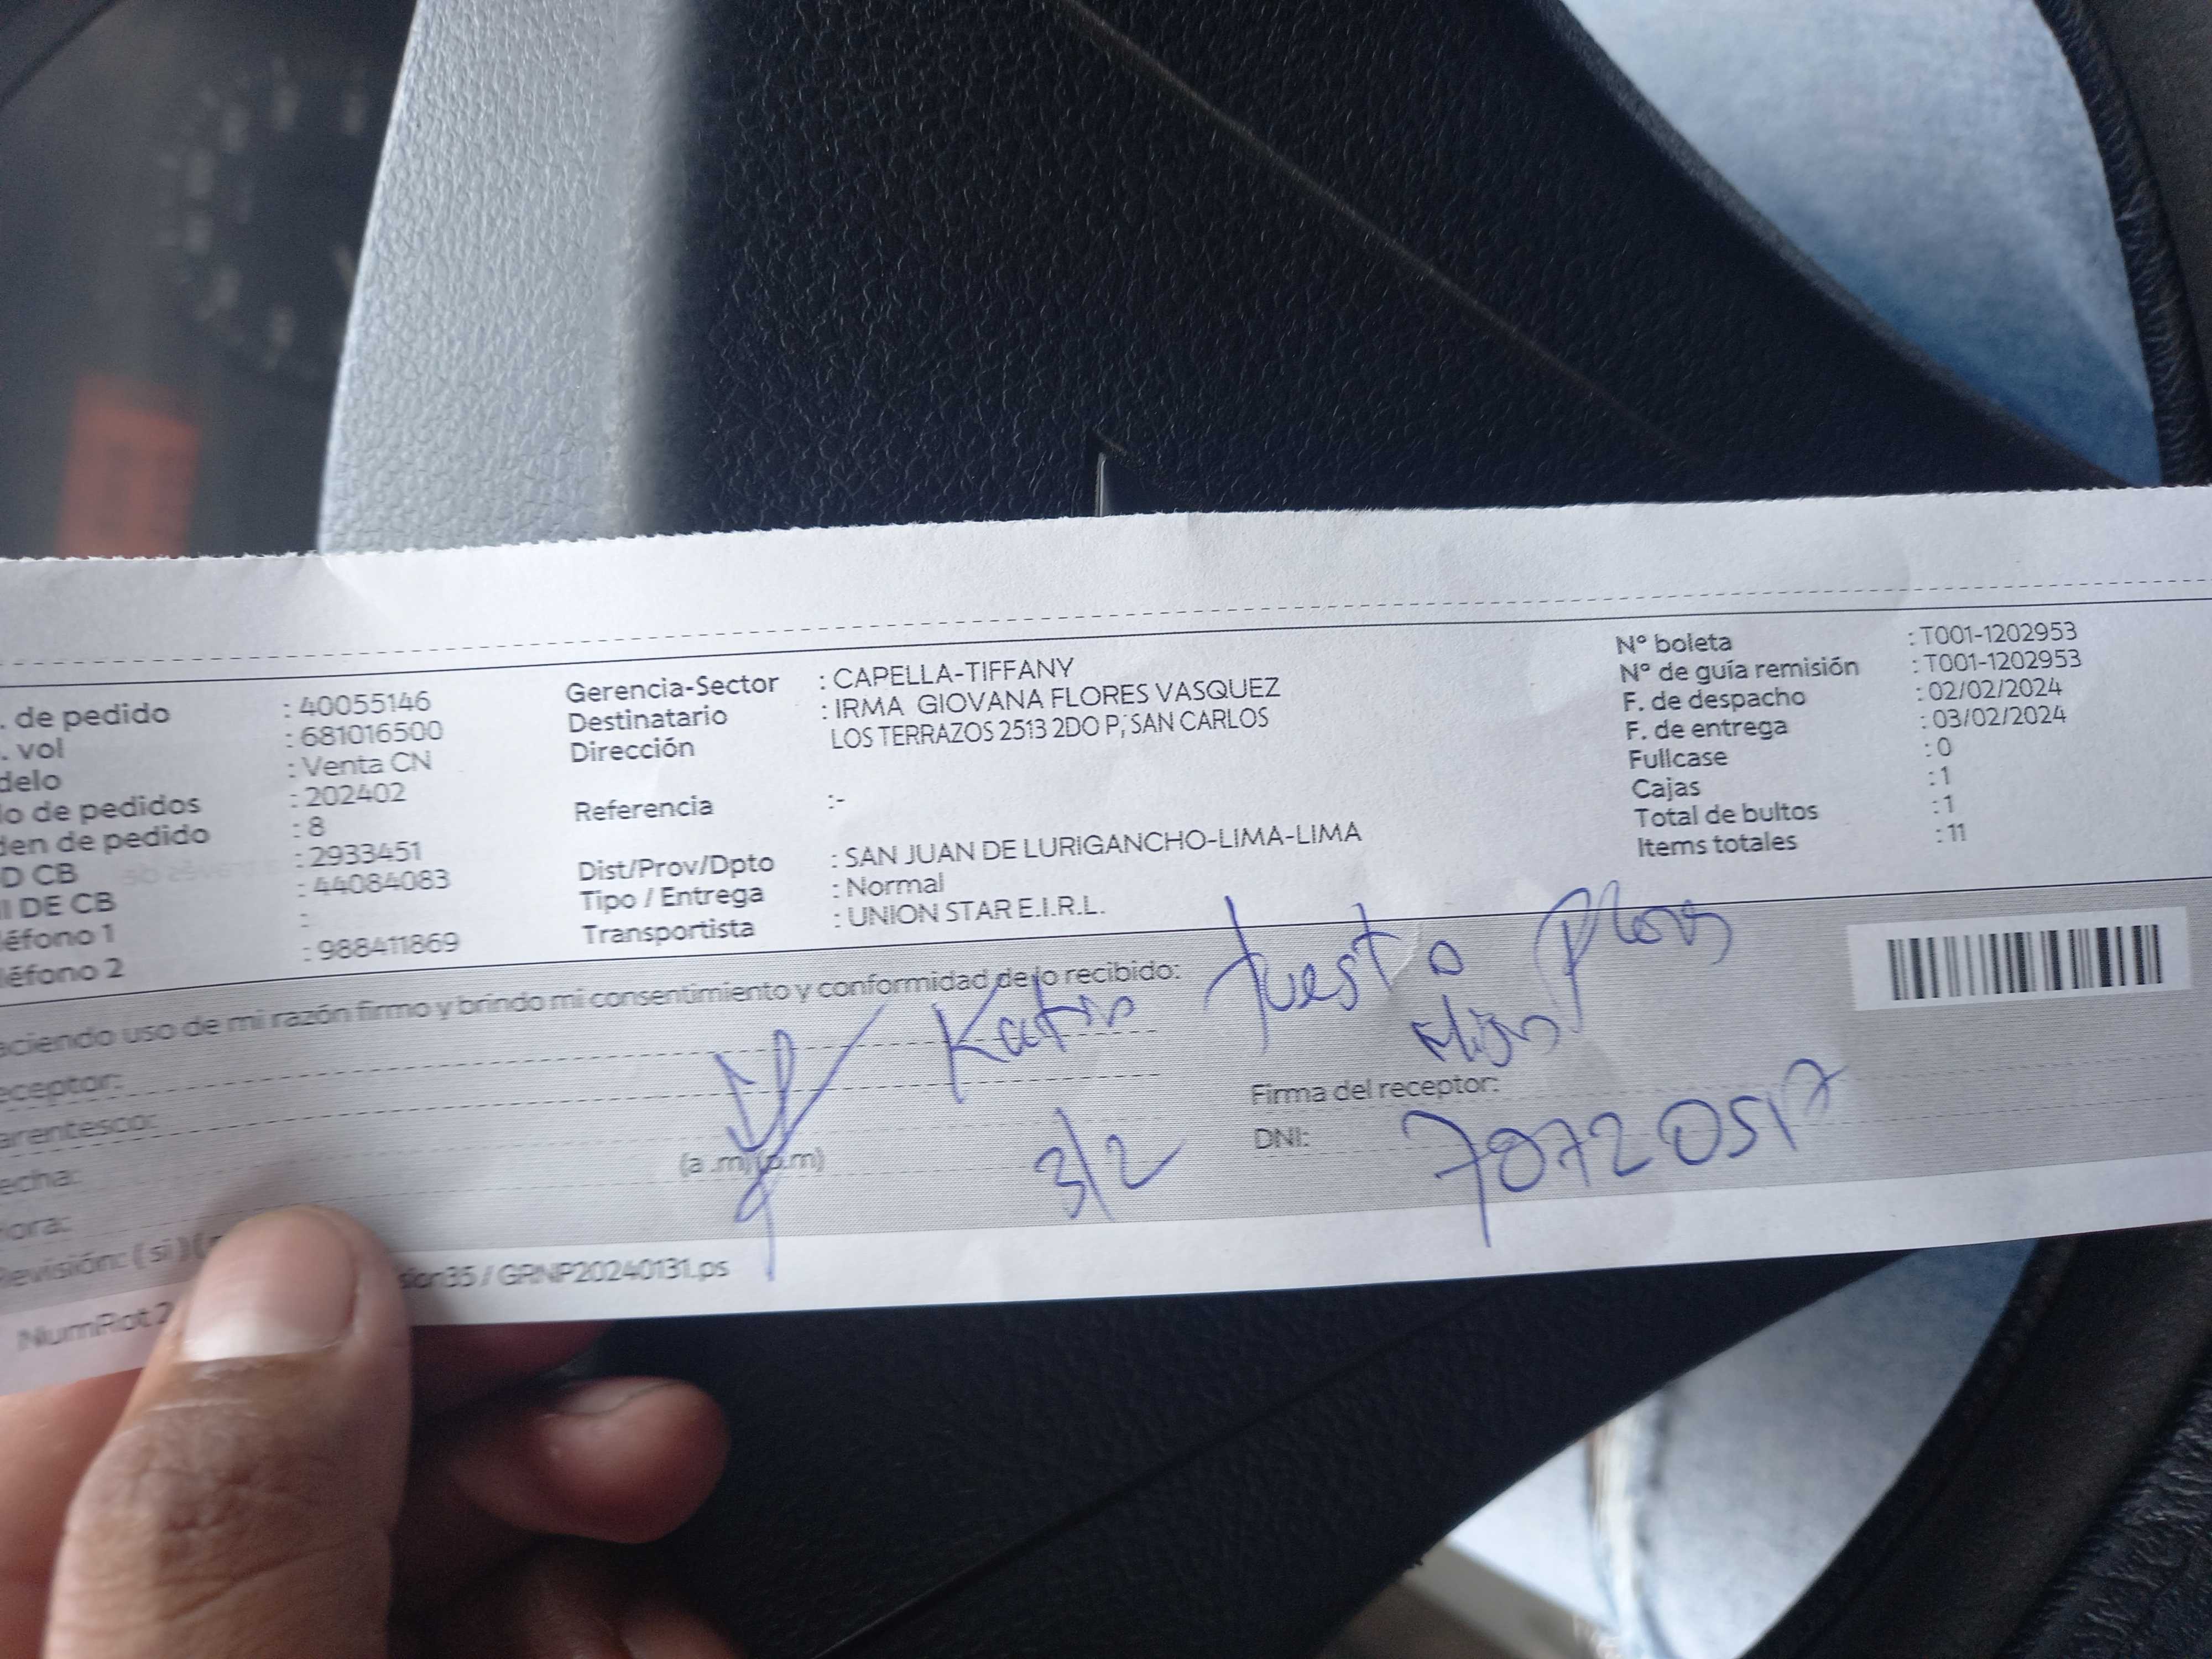 . de pedido : 40055146
. vol : 681016500
delo : Venta CN
o de pedidos : 202402
den de pedido : 8
D CB : 2933451
I DE CB : 44084083
léfono 1 :
léfono 2 : 988411869
Gerencia-Sector : CAPELLA-TIFFANY
Destinatario : IRMA GIOVANA FLORES VASQUEZ
Dirección LOS TERRAZOS 2513 2DO P; SAN CARLOS
Referencia :-
Dist/Prov/Dpto : SAN JUAN DE LURIGANCHO-LIMA-LIMA
Tipo / Entrega : Normal
Transportista : UNION STAR E.I.R.L.
N° boleta : T001-1202953
N° de guía remisión : T001-1202953
F. de despacho : 02/02/2024
F. de entrega : 03/02/2024
Fullcase : 0
Cajas : 1
Total de bultos : 1
Items totales : 11
aciendo uso de mi razón firmo y brindo mi consentimiento y conformidad de lo recibido:
eceptor:
arentesco:
echa:
ora: (a .m) (p.m)
Revisión: ( si ) (
3/2
Firma del receptor:
DNI:
NumRot 2 sion35 / GRNP20240131.ps